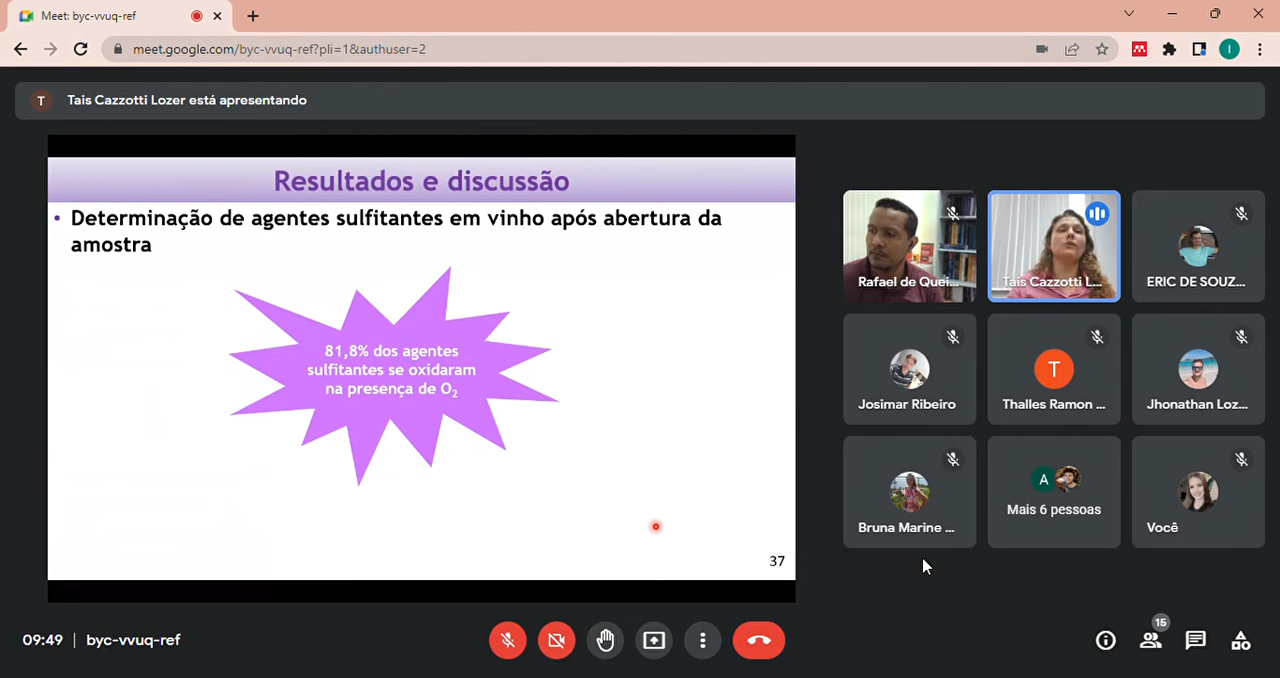 Meet: byc-vvuq-ref
meet.google.com/byc-vvuq-ref?pli=1&authuser=2
I
T
Tais Cazzotti Lozer está apresentando
Resultados e discussão
• Determinação de agentes sulfitantes em vinho após abertura da
amostra
81,8% dos agentes
sulfitantes se oxidaram
na presença de O₂
37
Rafael de Quei...
Tais Cazzotti L...
ERIC DE SOUZ...
Josimar Ribeiro
T
Thalles Ramon ...
Jhonathan Loz...
Bruna Marine ...
A
Mais 6 pessoas
Você
09:49 | byc-vvuq-ref
15